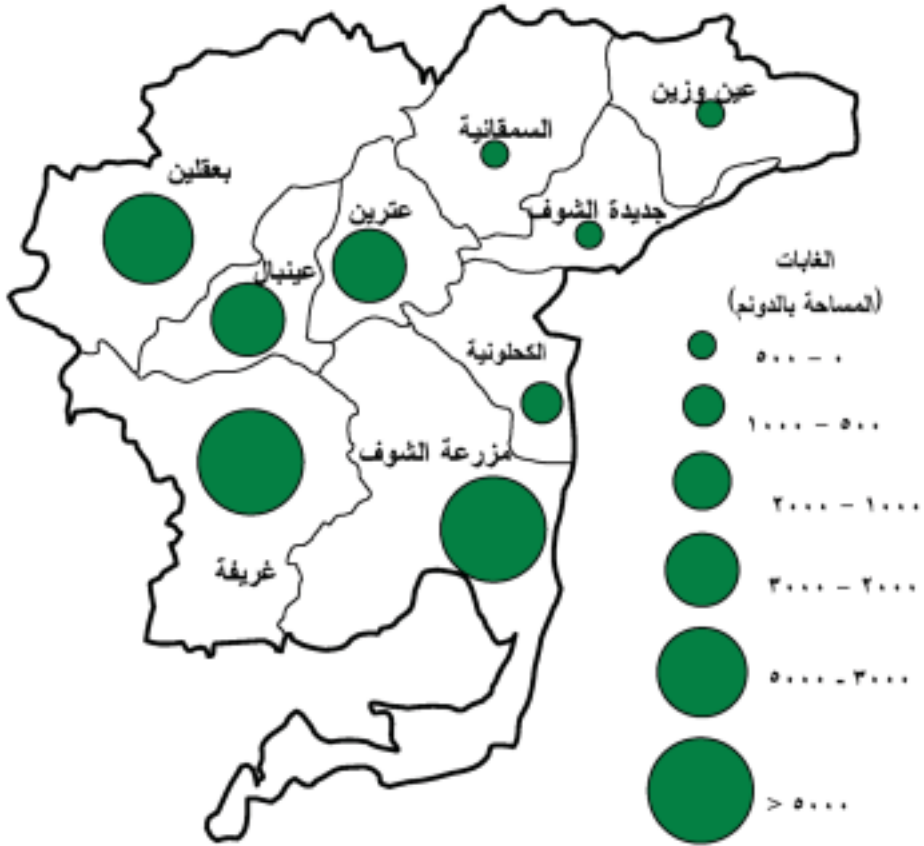 عين وزين
السمقانية
بعقلين
جديدة الشوف
عترين
عينبال
الكحلونية
مزرعة الشوف
غريفة
الغابات
(المساحة بالدونم)
٠ – ٥٠٠
٥٠٠ – ١٠٠٠
١٠٠٠ – ٢٠٠٠
٢٠٠٠ – ٣٠٠٠
٣٠٠٠ - ٥٠٠٠
> ٥٠٠٠